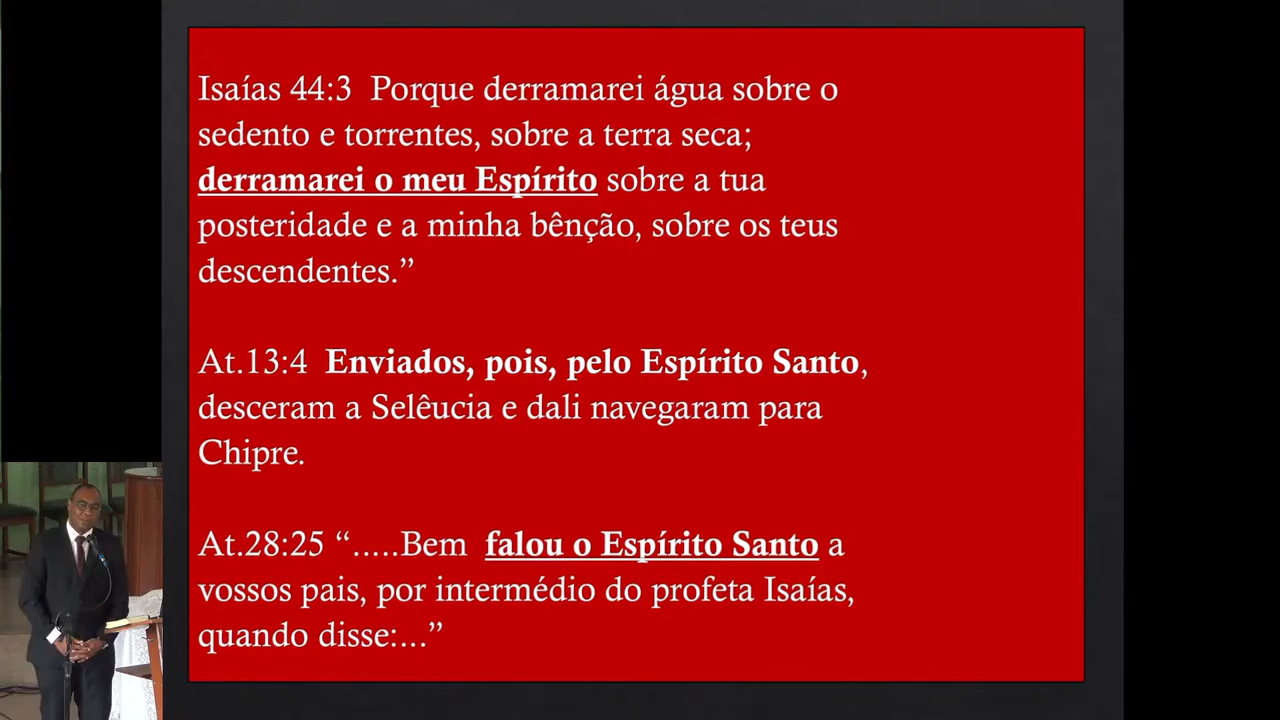 Isaías 44:3  Porque derramarei água sobre o
sedento e torrentes, sobre a terra seca;
derramarei o meu Espírito sobre a tua
posteridade e a minha bênção, sobre os teus
descendentes.”
At.13:4  Enviados, pois, pelo Espírito Santo,
desceram a Selêucia e dali navegaram para
Chipre.
At.28:25 “.....Bem  falou o Espírito Santo a
vossos pais, por intermédio do profeta Isaías,
quando disse:...”